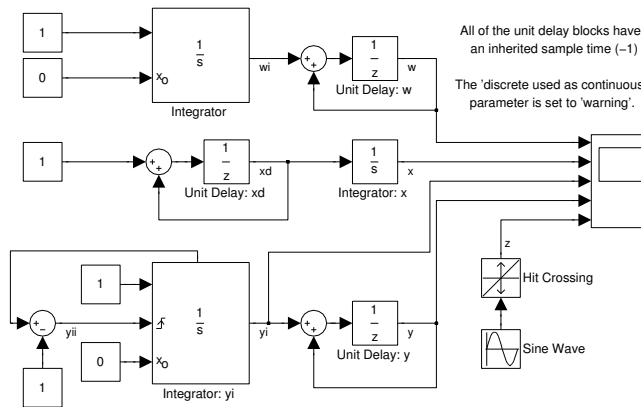 All of the unit delay blocks have
an inherited sample time (−1)
The 'discrete used as continuous'
parameter is set to 'warning'.
1
0
xo
1
s
Integrator
wi
+
+
1
z
w
Unit Delay: w
1
+
+
1
z
xd
Unit Delay: xd
1
s
x
Integrator: x
z
Hit Crossing
Sine Wave
+
−
yii
1
1
0
xo
1
s
yi
Integrator: yi
+
+
1
z
y
Unit Delay: y